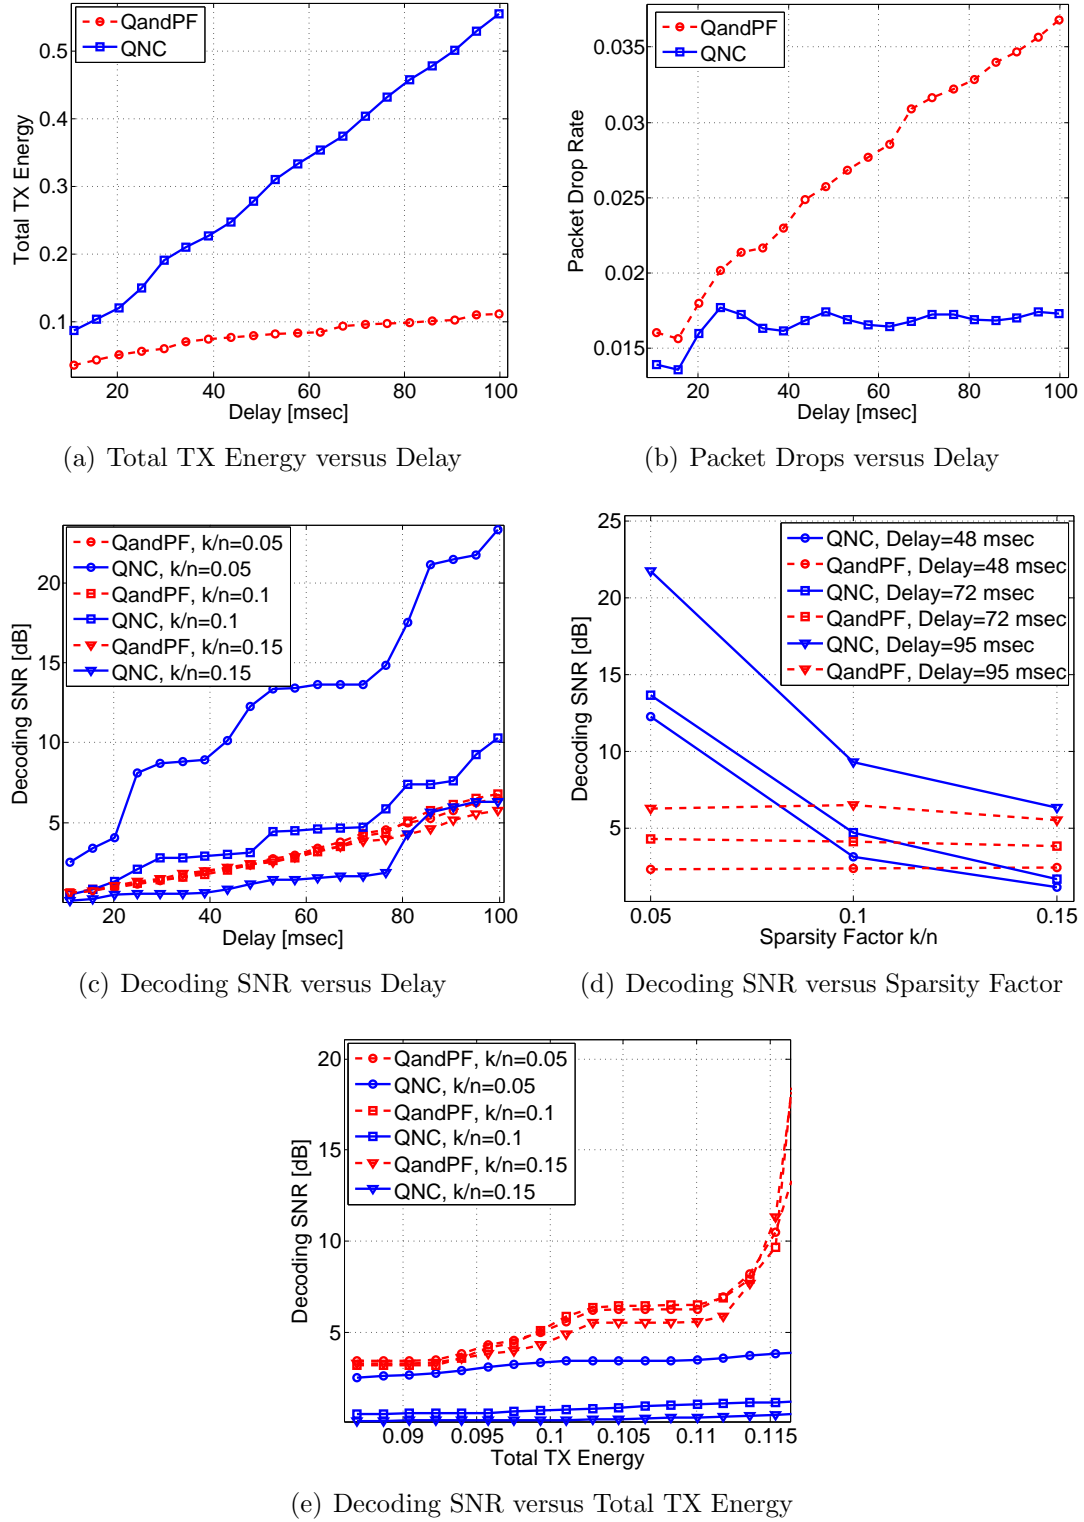 QandPF
QNC
0.5
0.4
0.3
0.2
0.1
Total TX Energy
20
40
60
80
100
Delay [msec]
(a) Total TX Energy versus Delay
QandPF
QNC
0.035
0.03
0.025
0.02
0.015
Packet Drop Rate
20
40
60
80
100
Delay [msec]
(b) Packet Drops versus Delay
QandPF, k/n=0.05
QNC, k/n=0.05
QandPF, k/n=0.1
QNC, k/n=0.1
QandPF, k/n=0.15
QNC, k/n=0.15
20
15
10
5
Decoding SNR [dB]
20
40
60
80
100
Delay [msec]
(c) Decoding SNR versus Delay
QNC, Delay=48 msec
QandPF, Delay=48 msec
QNC, Delay=72 msec
QandPF, Delay=72 msec
QNC, Delay=95 msec
QandPF, Delay=95 msec
25
20
15
10
5
Decoding SNR [dB]
0.05
0.1
0.15
Sparsity Factor k/n
(d) Decoding SNR versus Sparsity Factor
QandPF, k/n=0.05
QNC, k/n=0.05
QandPF, k/n=0.1
QNC, k/n=0.1
QandPF, k/n=0.15
QNC, k/n=0.15
20
15
10
5
Decoding SNR [dB]
0.09
0.095
0.1
0.105
0.11
0.115
Total TX Energy
(e) Decoding SNR versus Total TX Energy